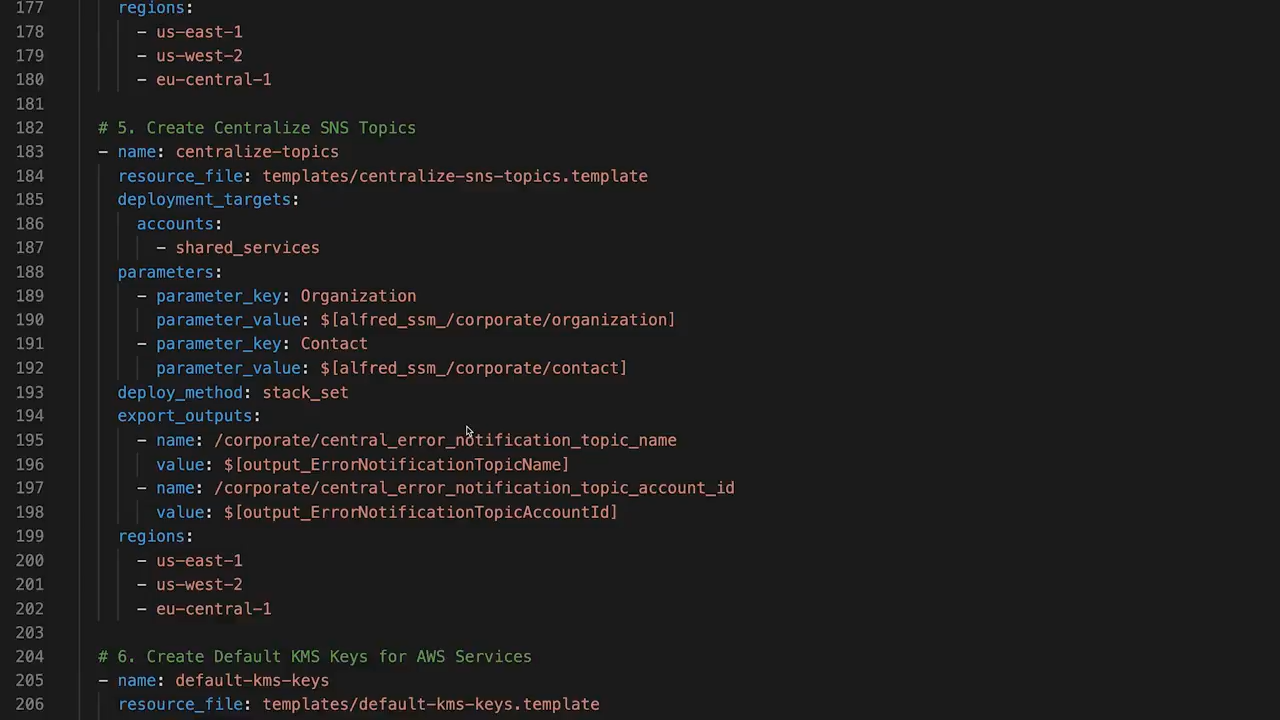 177 regions:
178 - us-east-1
179 - us-west-2
180 - eu-central-1
181
182 # 5. Create Centralize SNS Topics
183 - name: centralize-topics
184 resource_file: templates/centralize-sns-topics.template
185 deployment_targets:
186 accounts:
187 - shared_services
188 parameters:
189 - parameter_key: Organization
190 parameter_value: $[alfred_ssm_/corporate/organization]
191 - parameter_key: Contact
192 parameter_value: $[alfred_ssm_/corporate/contact]
193 deploy_method: stack_set
194 export_outputs:
195 - name: /corporate/central_error_notification_topic_name
196 value: $[output_ErrorNotificationTopicName]
197 - name: /corporate/central_error_notification_topic_account_id
198 value: $[output_ErrorNotificationTopicAccountId]
199 regions:
200 - us-east-1
201 - us-west-2
202 - eu-central-1
203
204 # 6. Create Default KMS Keys for AWS Services
205 - name: default-kms-keys
206 resource_file: templates/default-kms-keys.template